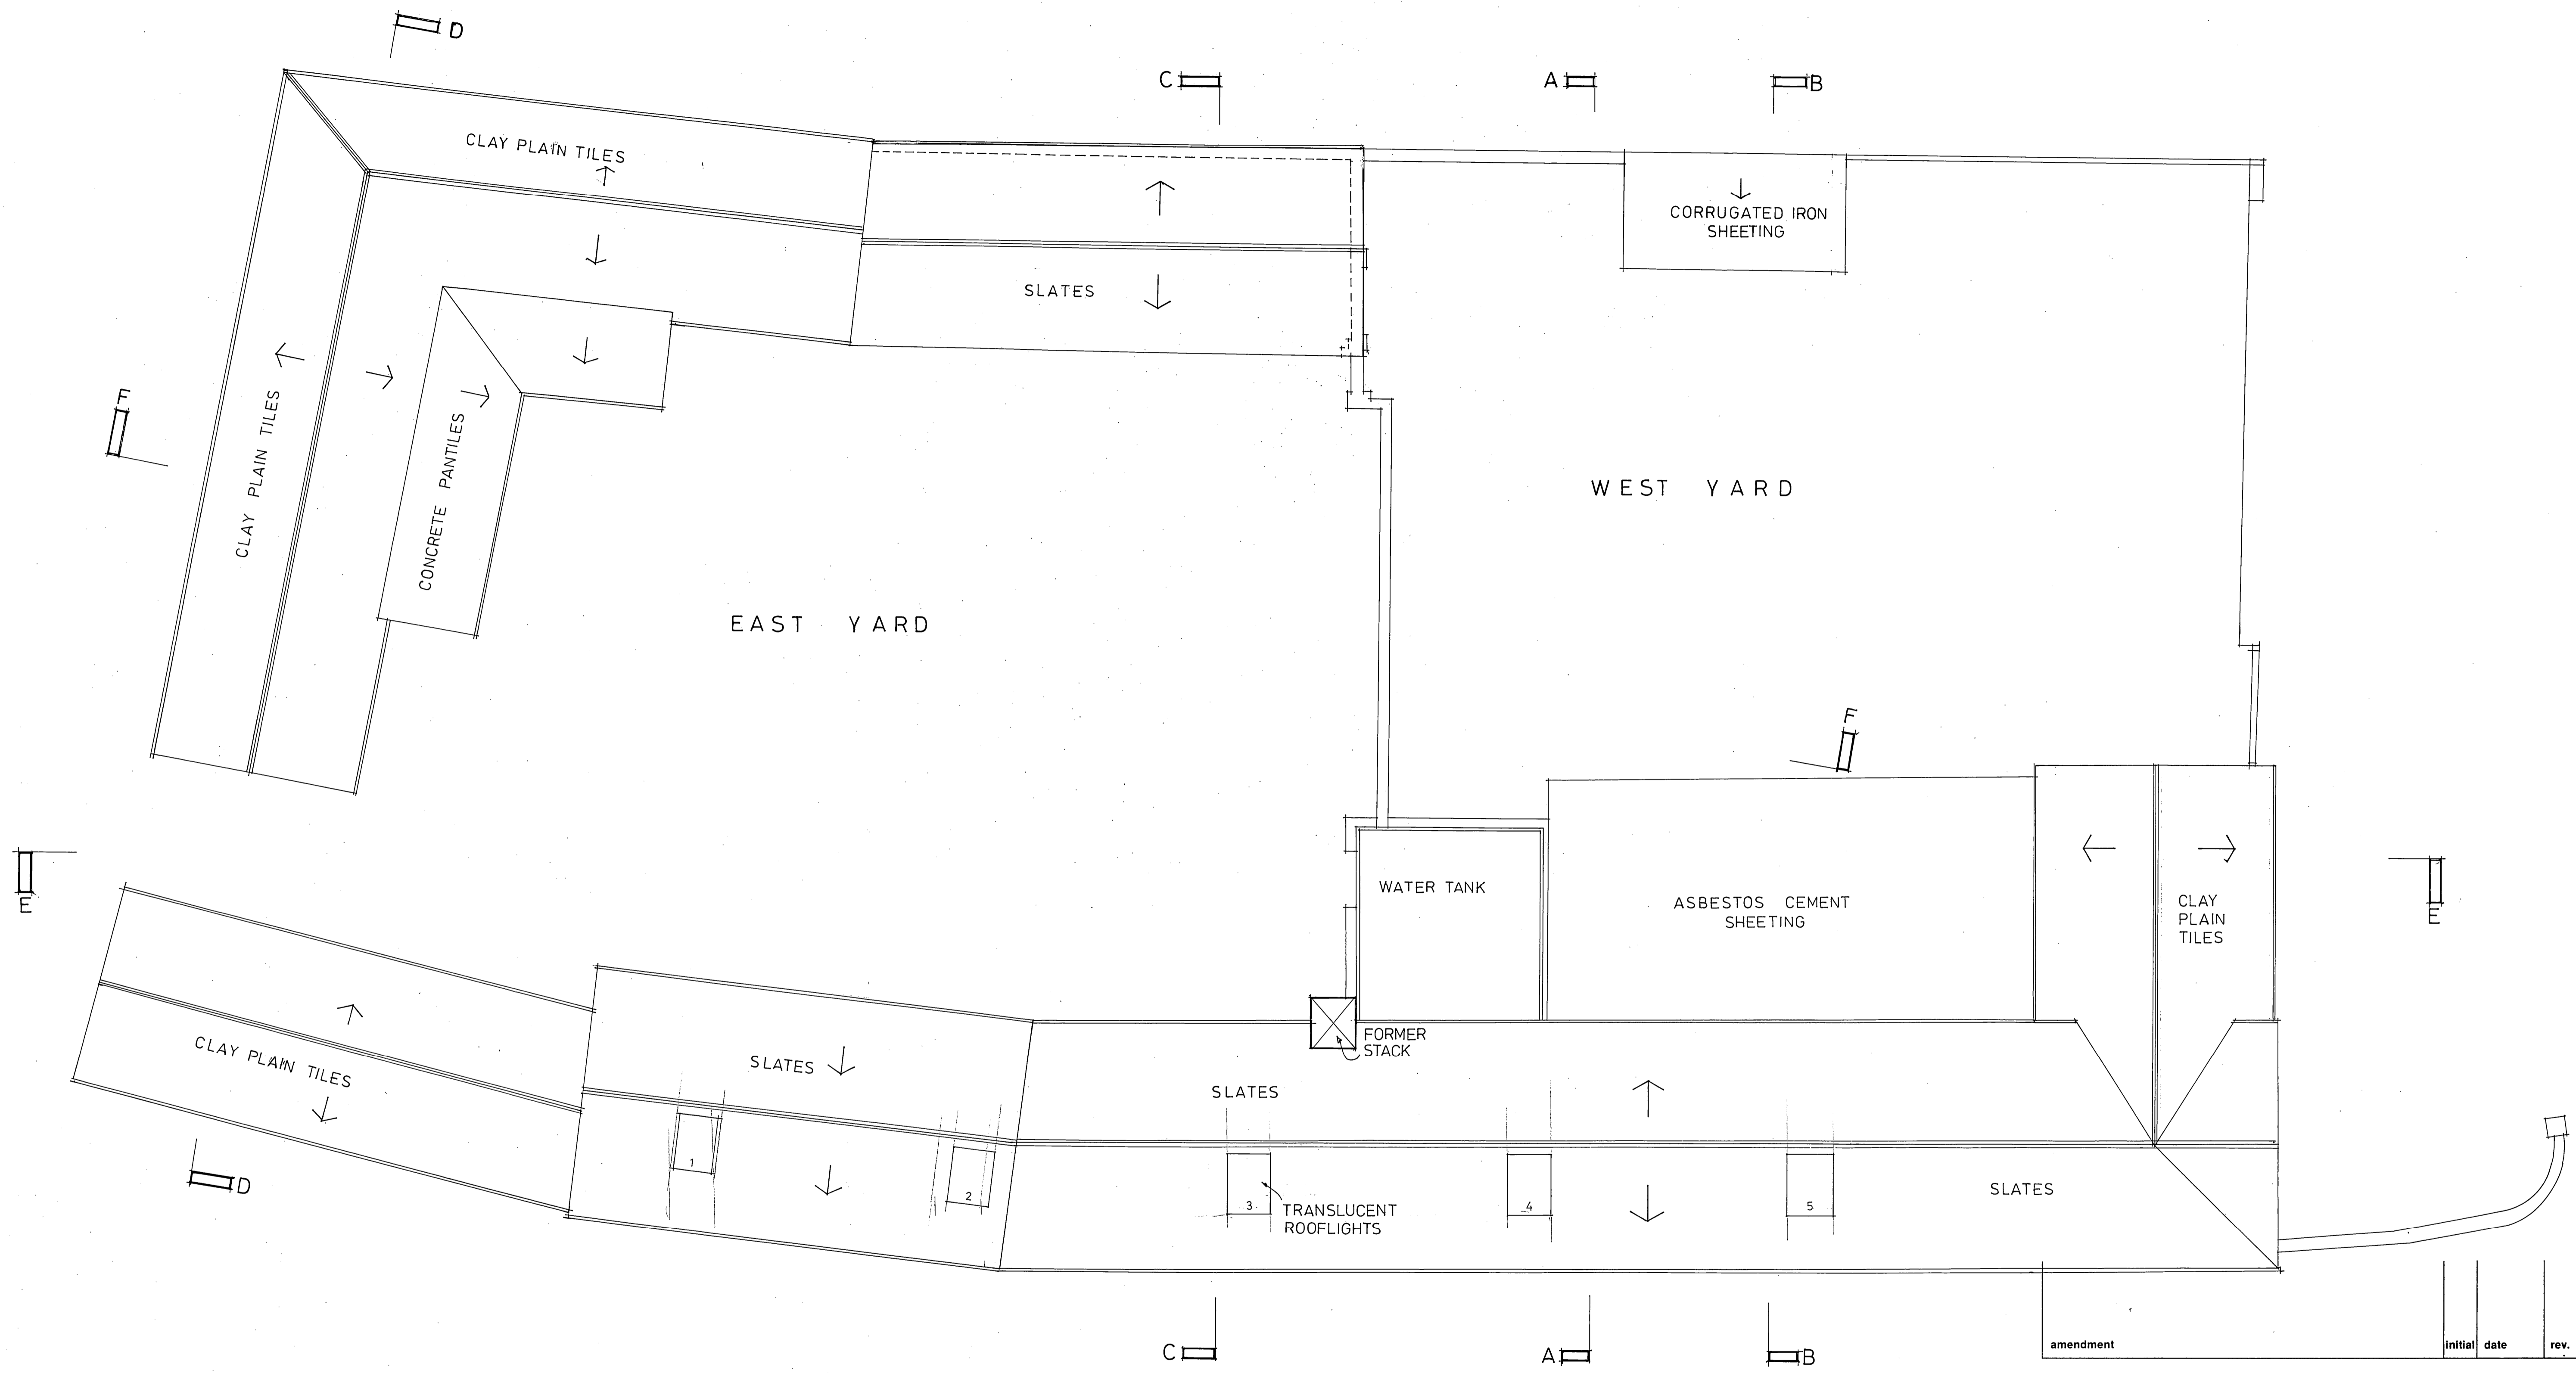 D
C
A
B
CLAY PLAIN TILES
CORRUGATED IRON
SHEETING
SLATES
F
CLAY PLAIN TILES
CONCRETE PANTILES
WEST YARD
EAST YARD
F
WATER TANK
ASBESTOS CEMENT
SHEETING
CLAY
PLAIN
TILES
E
E
FORMER
STACK
CLAY PLAIN TILES
SLATES
SLATES
1
2
3
4
5
SLATES
TRANSLUCENT
ROOFLIGHTS
D
C
A
B
amendment
initial
date
rev.